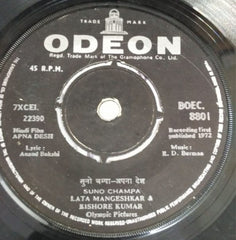 TRADE MARK
ODEON
Regd. Trade Mark of The Gramophone Co., Ltd.
45 R.P.M.
7XCEL
22390
BOEC.
8801
Hindi Film
APNA DESH
Recording first
published 1972
Lyric :
Anand Bakshi
Music :
R. D. Burman
सुनो चम्पा - अपना देश
SUNO CHAMPA
LATA MANGESHKAR &
KISHORE KUMAR
Olympic Pictures